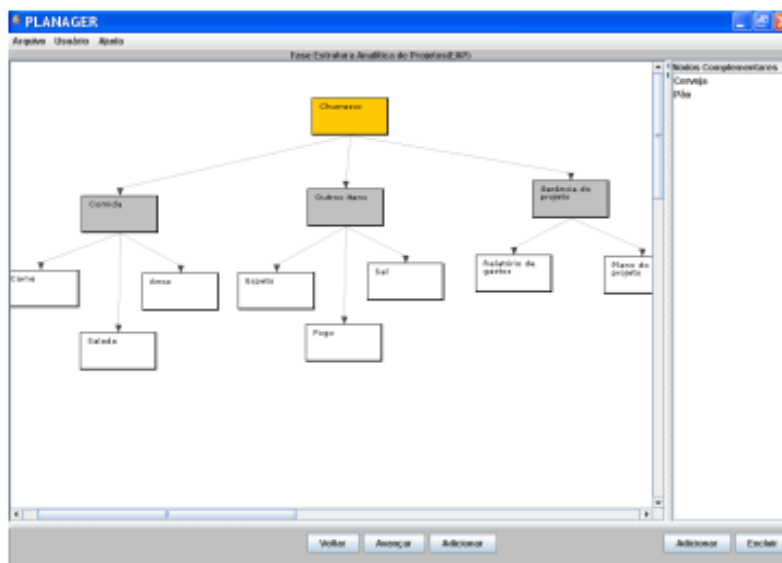 PLANAGER
Arquivo Usuário Ajuda
Fase Estrutura Analítica de Projetos(EAP)
Nodos Complementares
Cerveja
Pão
Churrasco
Comida
Outros itens
Gerência do
projeto
Carne
Arroz
Espeto
Sal
Relatório de
gastos
Plano do
projeto
Salada
Fogo
Voltar Avançar Adicionar Adicionar Excluir